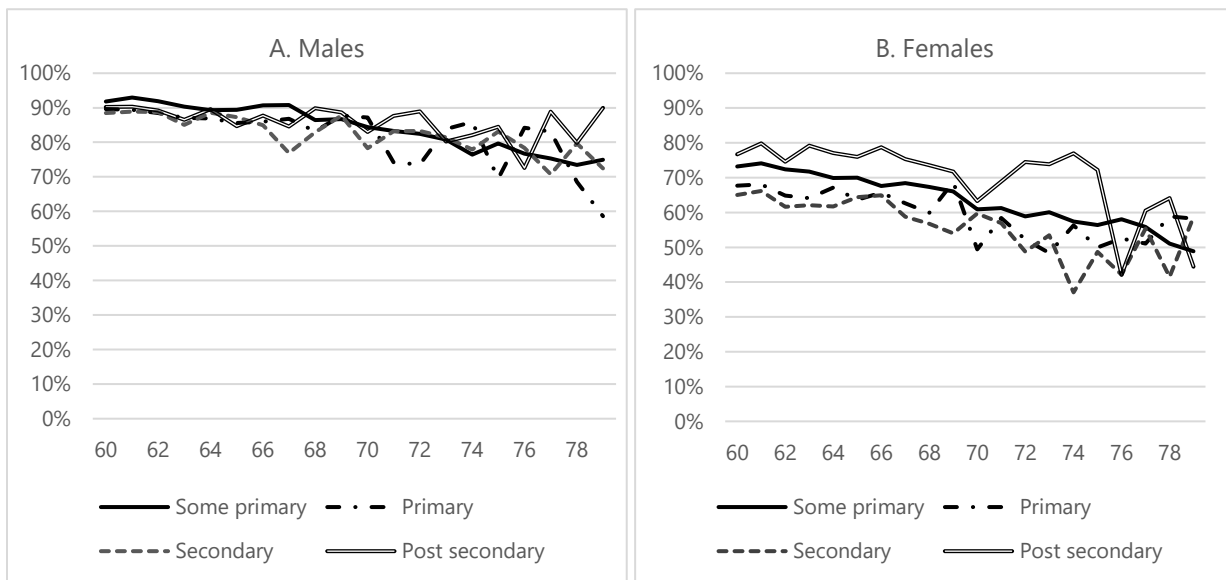 A. Males
100%
90%
80%
70%
60%
50%
40%
30%
20%
10%
0%
60 62 64 66 68 70 72 74 76 78
Some primary Primary
Secondary Post secondary
B. Females
100%
90%
80%
70%
60%
50%
40%
30%
20%
10%
0%
60 62 64 66 68 70 72 74 76 78
Some primary Primary
Secondary Post secondary